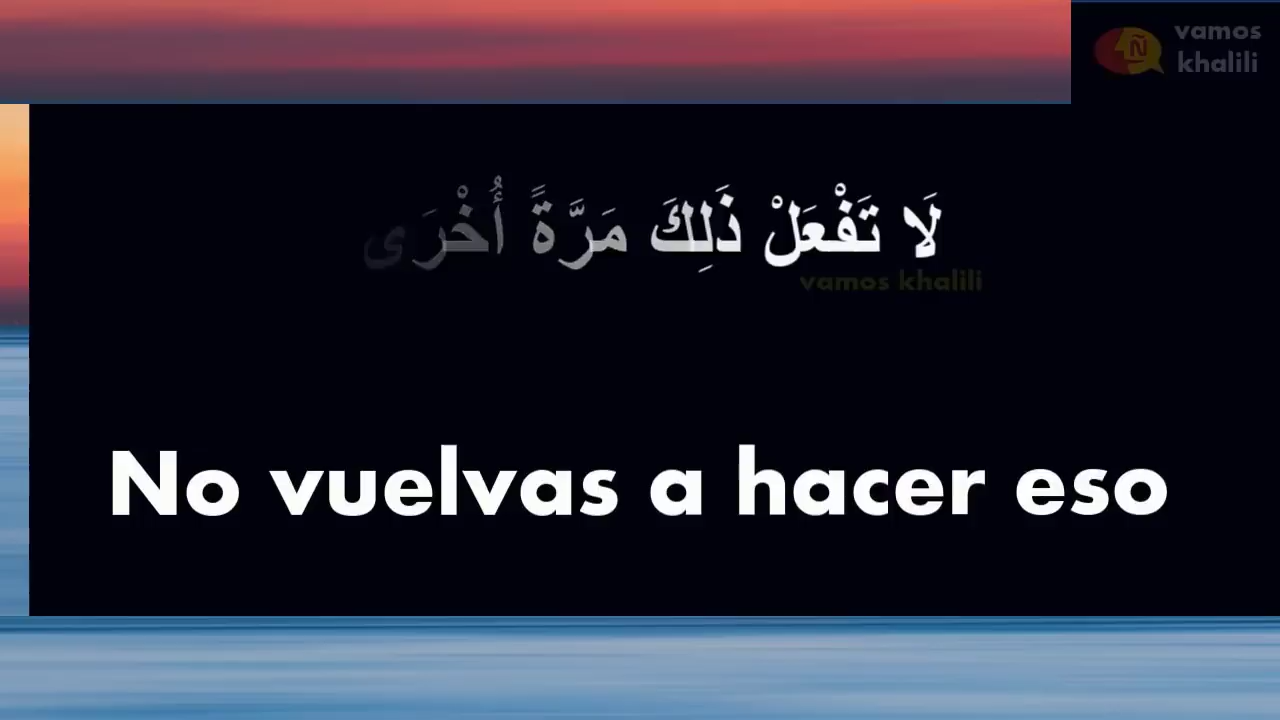 vamos
khalili
لَا تَفْعَلْ ذَلِكَ مَرَّةً أُخْرَى
vamos khalili
No vuelvas a hacer eso